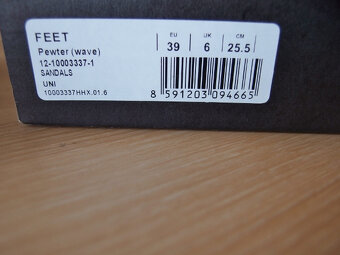 FEET
Pewter (wave)
12-10003337-1
SANDALS
UNI
10003337HHX.01.6
EU UK CM
39 6 25.5
8 591203 094665